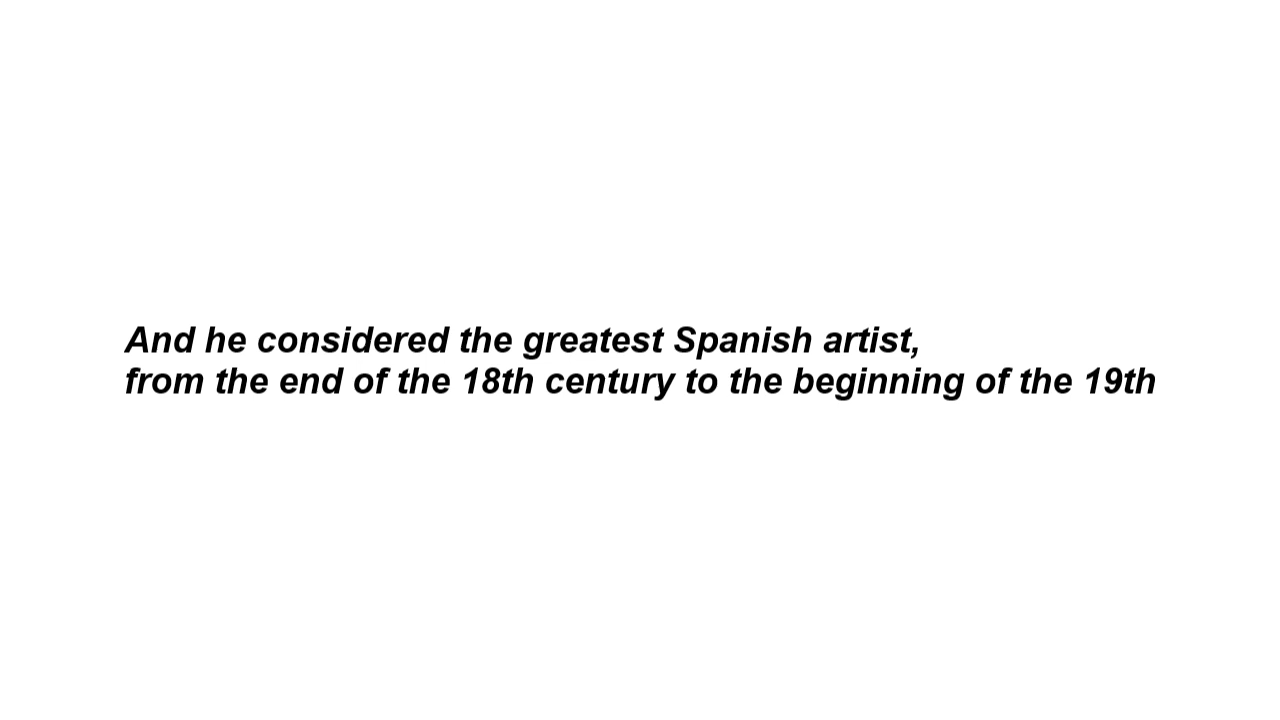 And he considered the greatest Spanish artist,
from the end of the 18th century to the beginning of the 19th